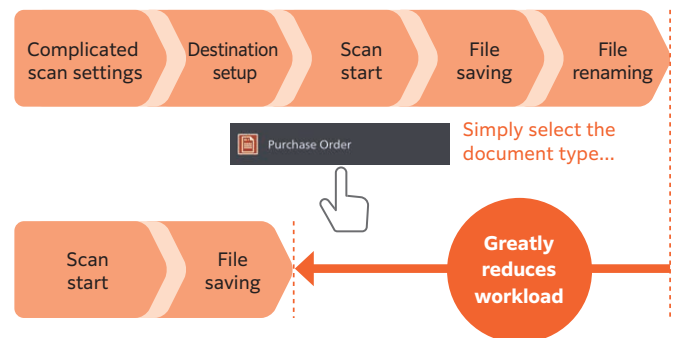 Complicated
scan settings
Destination
setup
Scan
start
File
saving
File
renaming
Purchase Order
Simply select the
document type...
Scan
start
File
saving
Greatly
reduces
workload